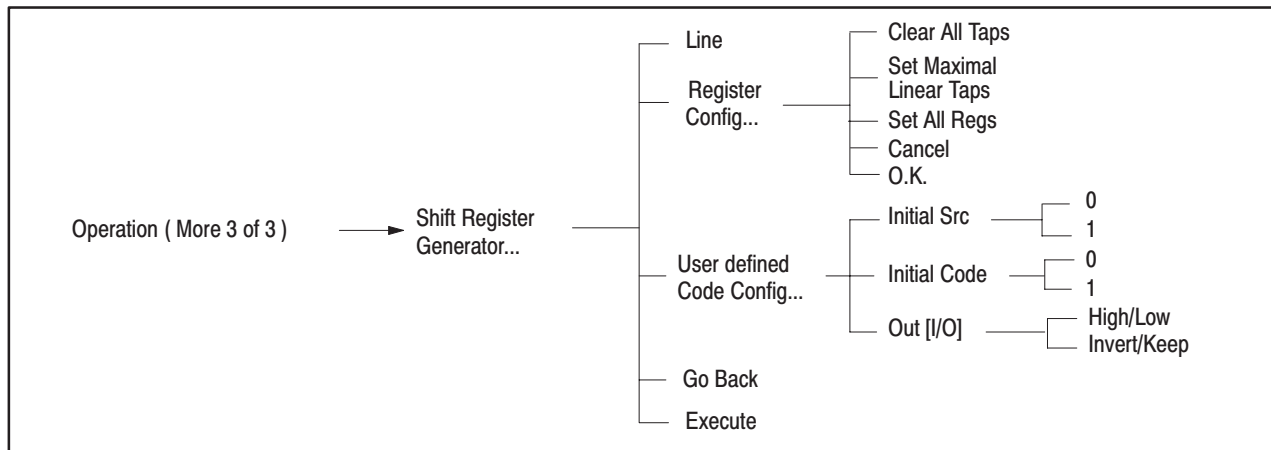 Operation ( More 3 of 3 )
Shift Register
Generator...
Line
Register
Config...
Clear All Taps
Set Maximal
Linear Taps
Set All Regs
Cancel
O.K.
User defined
Code Config...
Initial Src
0
1
Initial Code
0
1
Out [I/O]
High/Low
Invert/Keep
Go Back
Execute